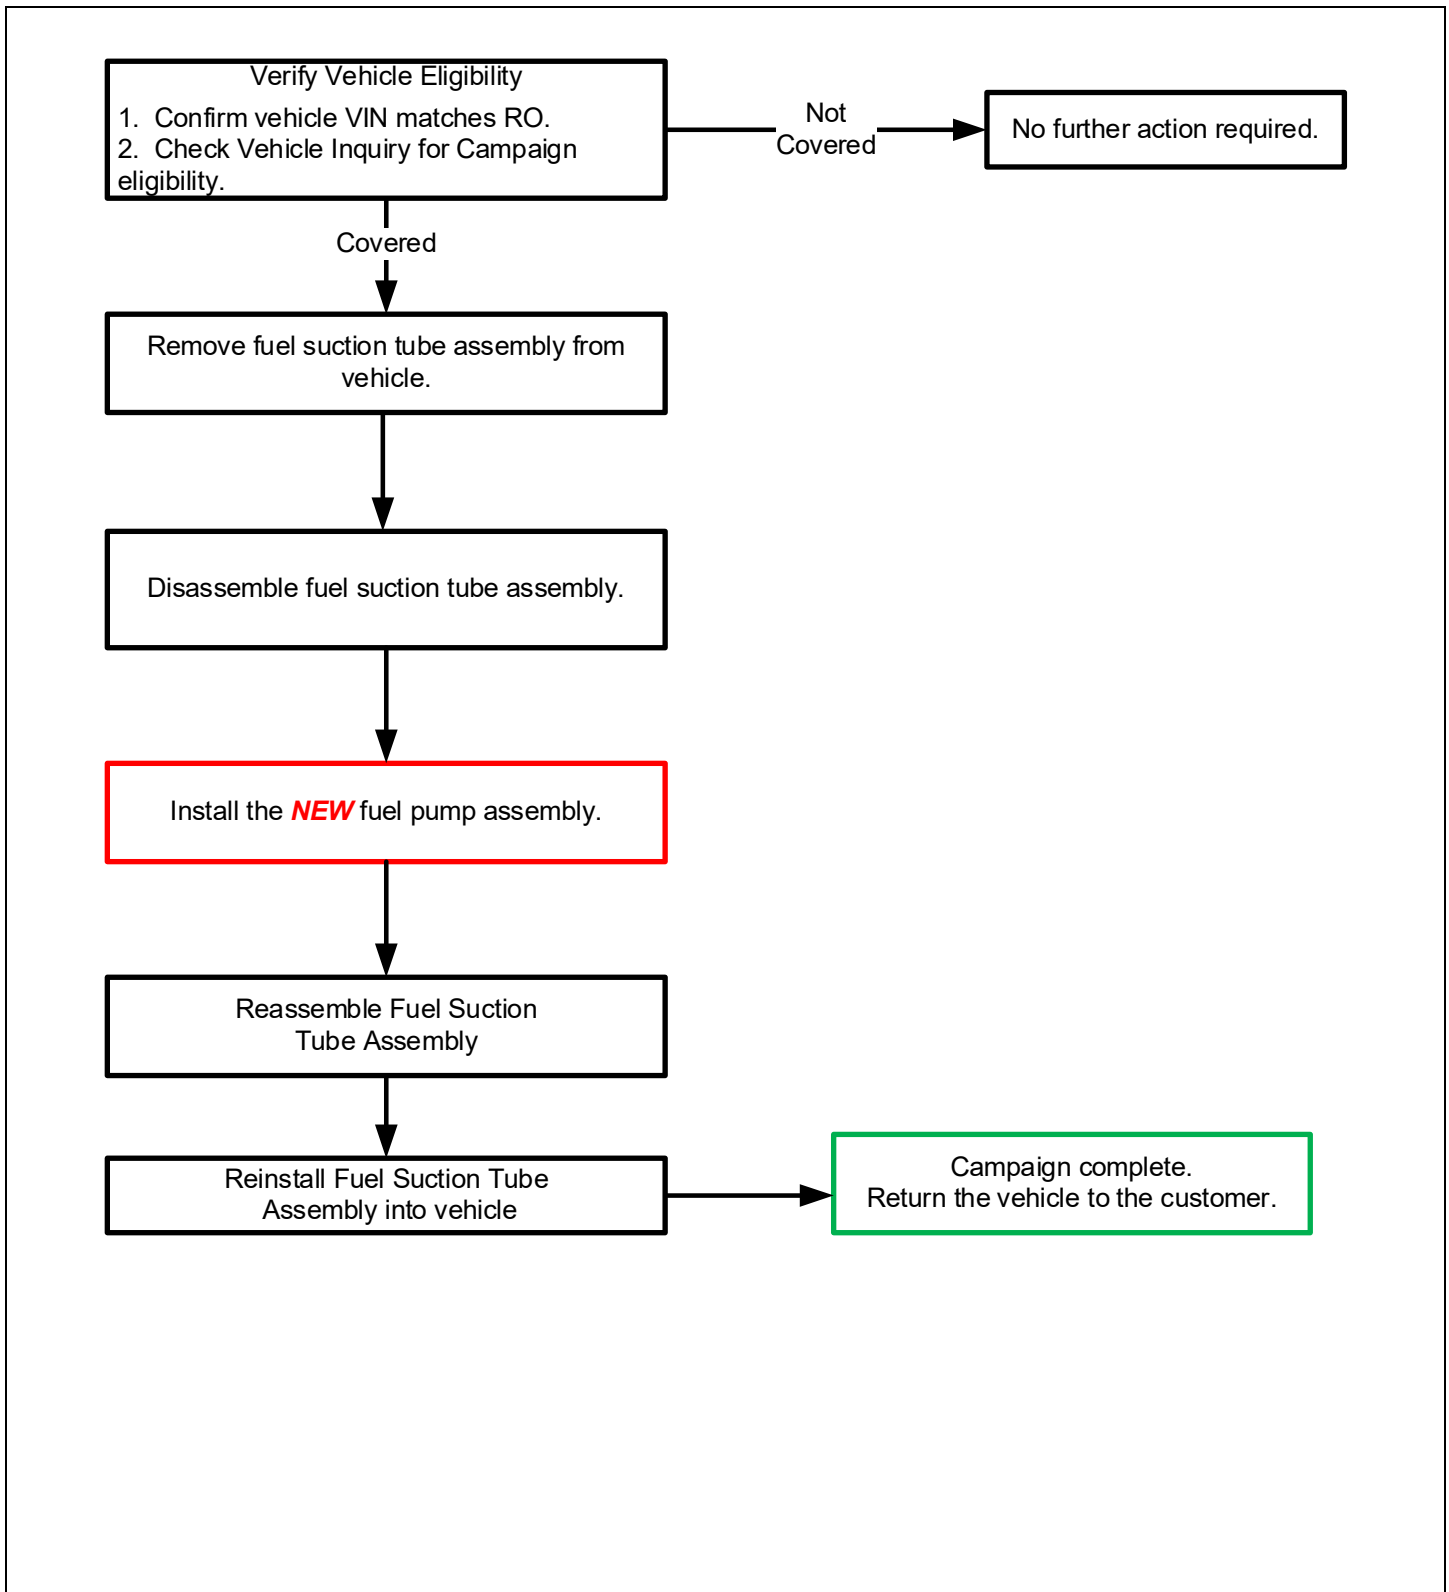 Verify Vehicle Eligibility
1. Confirm vehicle VIN matches RO.
2. Check Vehicle Inquiry for Campaign
eligibility.
Not
Covered
No further action required.
Covered
Remove fuel suction tube assembly from
vehicle.
Disassemble fuel suction tube assembly.
Install the NEW fuel pump assembly.
Reassemble Fuel Suction
Tube Assembly
Reinstall Fuel Suction Tube
Assembly into vehicle
Campaign complete.
Return the vehicle to the customer.